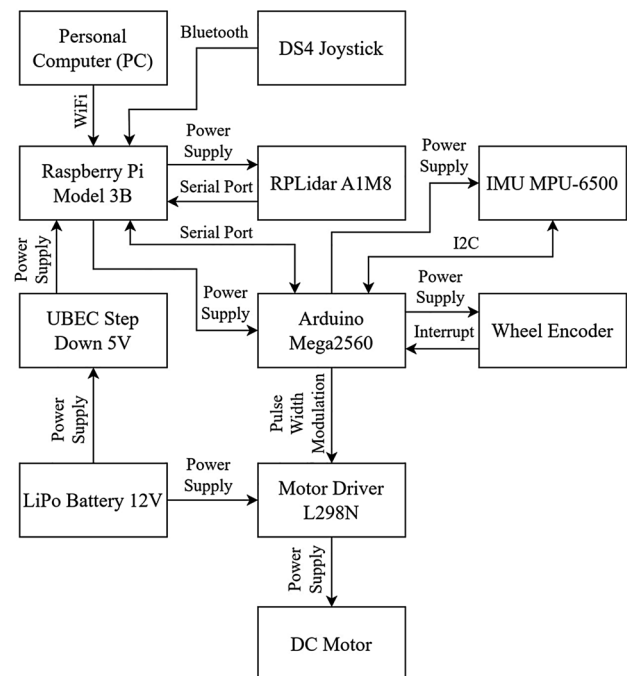 Personal
Computer (PC)
Bluetooth
DS4 Joystick
WiFi
Raspberry Pi
Model 3B
Power
Supply
Serial Port
RPLidar A1M8
Power
Supply
IMU MPU-6500
Serial Port
I2C
Power
Supply
UBEC Step
Down 5V
Power
Supply
Arduino
Mega2560
Power
Supply
Interrupt
Wheel Encoder
Power
Supply
Pulse
Width
Modulation
LiPo Battery 12V
Power
Supply
Motor Driver
L298N
Power
Supply
DC Motor